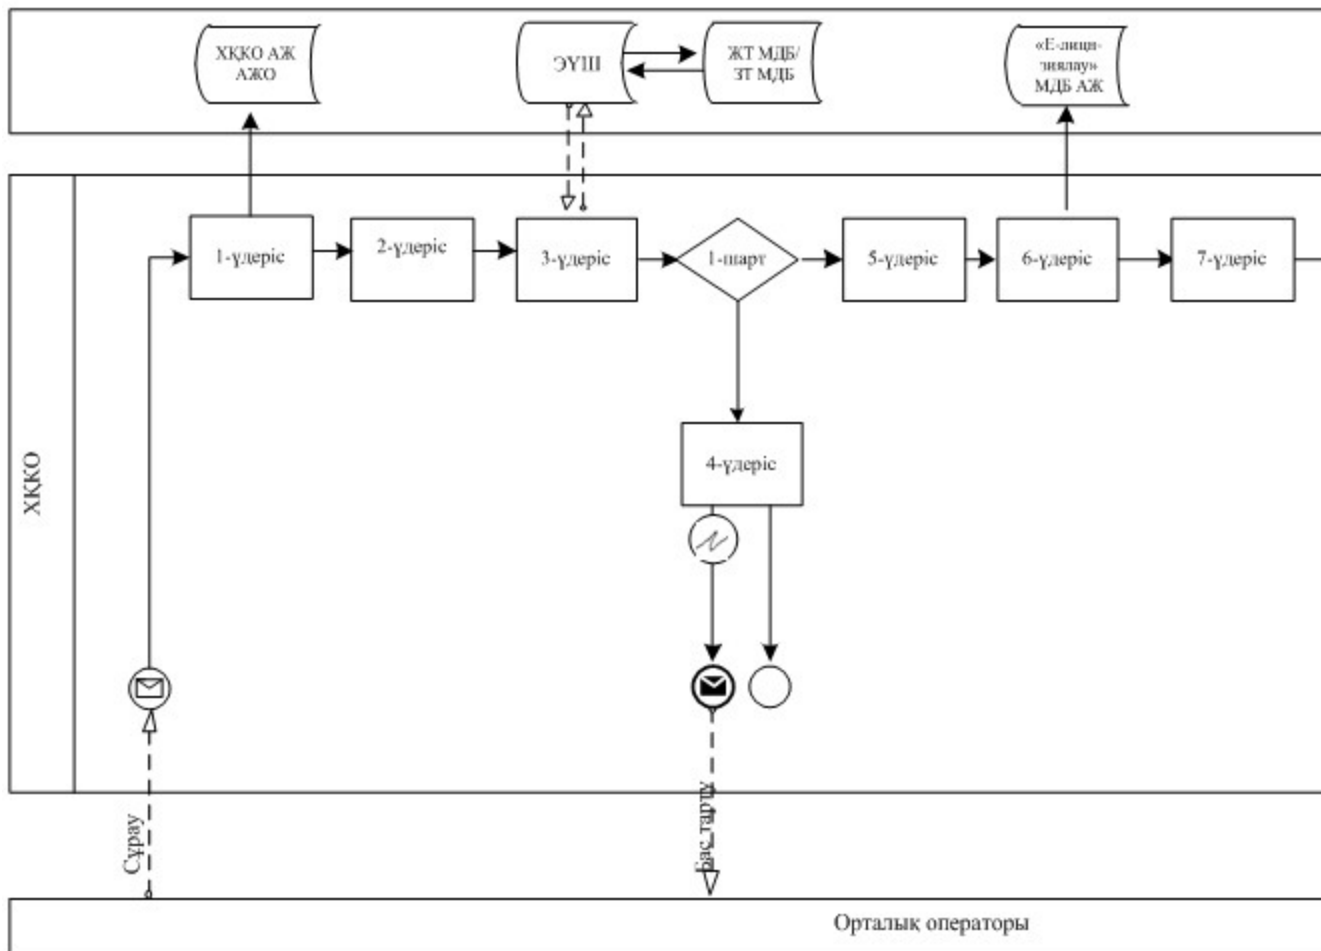 ХҚКО АЖ
АЖО
ЭҮШ
ЖТ МДБ/
ЗТ МДБ
«Е-лици-
зиялау»
МДБ АЖ
1-үдеріс
2-үдеріс
3-үдеріс
1-шарт
5-үдеріс
6-үдеріс
7-үдеріс
4-үдеріс
ХҚКО
Сұрау
Бас тарту
Орталық операторы